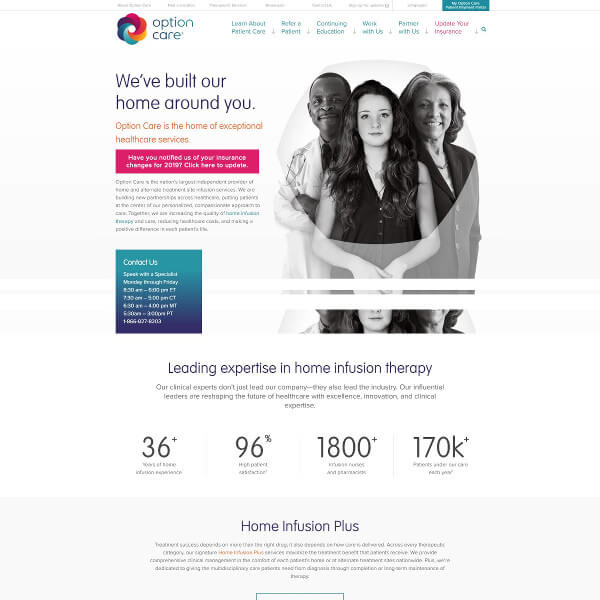 About Option Care
Find a Location
Therapies & Services
Newsroom
Contact Us
Sign up for updates
Languages
My Option Care
Patient Payment Portal
option
care®
Learn About
Patient Care
Refer a
Patient
Continuing
Education
Work
with Us
Partner
with Us
Update Your
Insurance
We've built our
home around you.
Option Care is the home of exceptional
healthcare services.
Have you notified us of your insurance
changes for 2019? Click here to update.
Option Care is the nation's largest independent provider of
home and alternate treatment site infusion services. We are
building new partnerships across healthcare, putting patients
at the center of our personalized, compassionate approach to
care. Together, we are increasing the quality of home infusion
therapy and care, reducing healthcare costs, and making a
positive difference in each patient's life.
Contact Us
Speak with a Specialist
Monday through Friday
8:30 am – 6:00 pm ET
7:30 am – 5:00 pm CT
6:30 am – 4:00 pm MT
5:30am – 3:00pm PT
1-866-827-8203
Leading expertise in home infusion therapy
Our clinical experts don't just lead our company—they also lead the industry. Our influential
leaders are reshaping the future of healthcare with excellence, innovation, and clinical
expertise.
36+
Years of home
infusion experience
96%
High patient
satisfaction¹
1800+
Infusion nurses
and pharmacists
170k+
Patients under our care
each year²
Home Infusion Plus
Treatment success depends on more than the right drug; it also depends on how care is delivered. Across every therapeutic
category, our signature Home Infusion Plus services maximize the treatment benefit that patients receive. We provide
comprehensive clinical management in the comfort of each patient's home or at alternate treatment sites nationwide. Plus, we're
dedicated to giving the multidisciplinary care patients need from diagnosis through completion or long-term maintenance of
therapy.